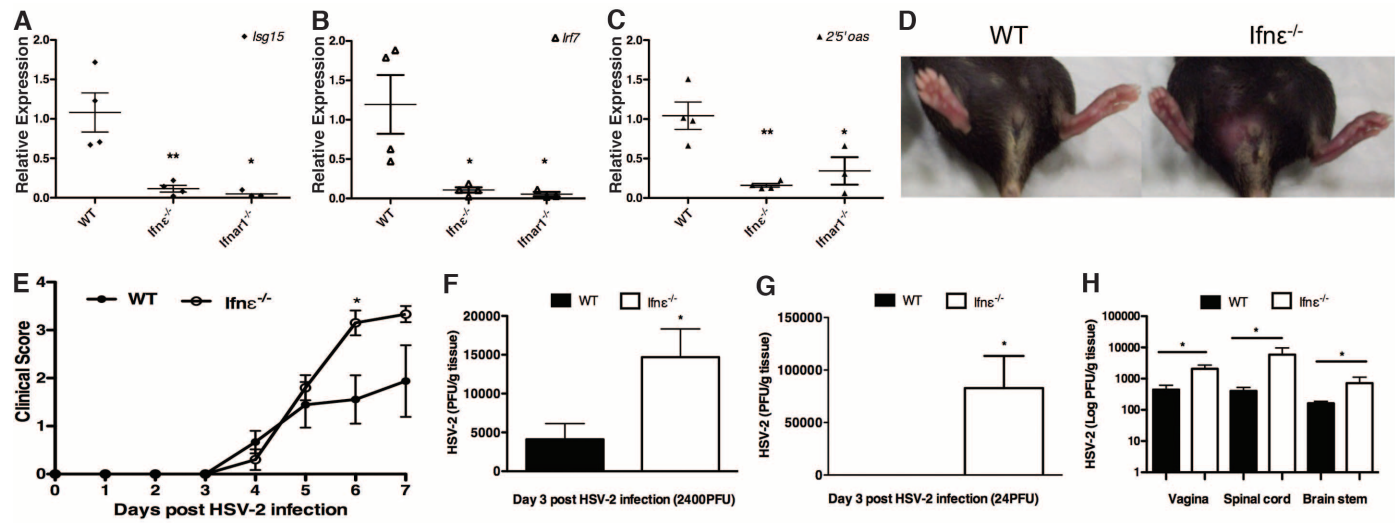 A
Relative Expression
2.0
1.5
1.0
0.5
0.0
Isg15
**
*
WT
Ifnε-/-
Ifnar1-/-
B
Relative Expression
2.0
1.5
1.0
0.5
0.0
Irf7
*
*
WT
Ifnε-/-
Ifnar1-/-
C
Relative Expression
2.0
1.5
1.0
0.5
0.0
2'5' oas
**
*
WT
Ifnε-/-
Ifnar1-/-
D
WT
Ifnε-/-
E
WT
Ifnε-/-
Clinical Score
4
3
2
1
0
*
0 1 2 3 4 5 6 7
Days post HSV-2 infection
F
WT
Ifnε-/-
HSV-2 (PFU/g tissue)
20000
15000
10000
5000
0
*
Day 3 post HSV-2 infection (2400PFU)
G
WT
Ifnε-/-
HSV-2 (PFU/g tissue)
150000
100000
50000
0
*
Day 3 post HSV-2 infection (24PFU)
H
WT
Ifnε-/-
HSV-2 (Log PFU/g tissue)
100000
10000
1000
100
10
1
*
*
*
Vagina Spinal cord Brain stem